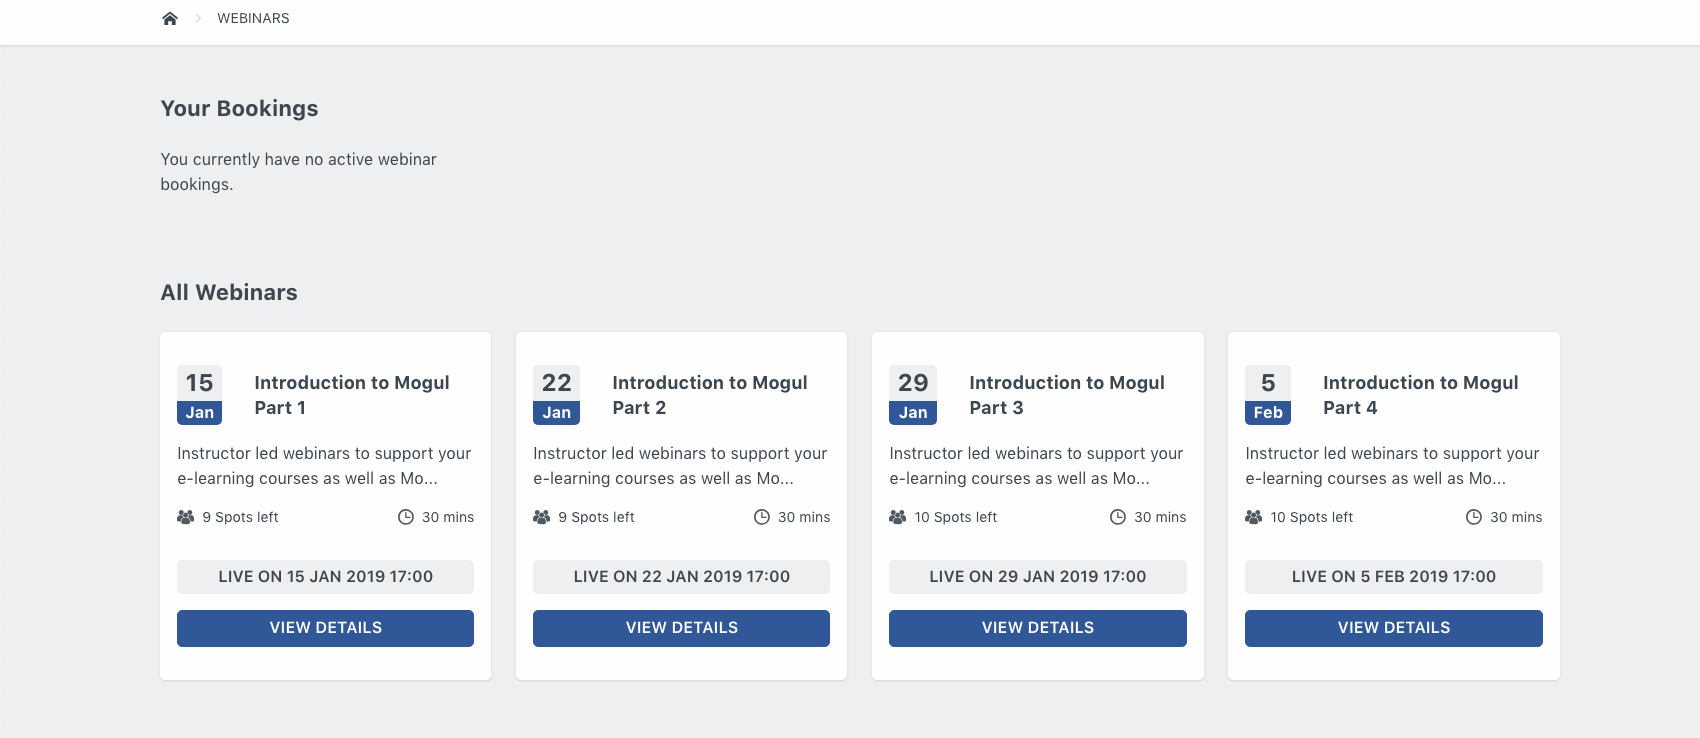 WEBINARS
Your Bookings
You currently have no active webinar
bookings.
All Webinars
15
Jan
Introduction to Mogul
Part 1
Instructor led webinars to support your
e-learning courses as well as Mo...
9 Spots left
30 mins
LIVE ON 15 JAN 2019 17:00
VIEW DETAILS
22
Jan
Introduction to Mogul
Part 2
Instructor led webinars to support your
e-learning courses as well as Mo...
9 Spots left
30 mins
LIVE ON 22 JAN 2019 17:00
VIEW DETAILS
29
Jan
Introduction to Mogul
Part 3
Instructor led webinars to support your
e-learning courses as well as Mo...
10 Spots left
30 mins
LIVE ON 29 JAN 2019 17:00
VIEW DETAILS
5
Feb
Introduction to Mogul
Part 4
Instructor led webinars to support your
e-learning courses as well as Mo...
10 Spots left
30 mins
LIVE ON 5 FEB 2019 17:00
VIEW DETAILS